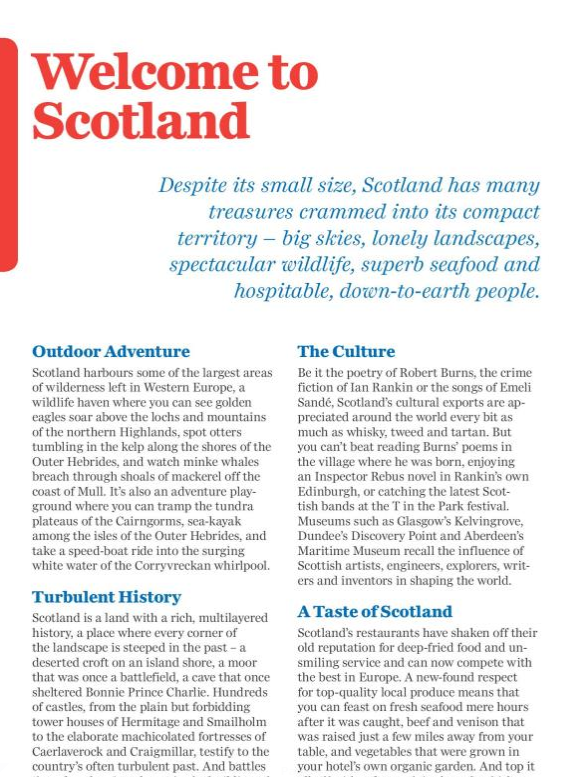 Welcome to
Scotland
Despite its small size, Scotland has many
treasures crammed into its compact
territory – big skies, lonely landscapes,
spectacular wildlife, superb seafood and
hospitable, down-to-earth people.
Outdoor Adventure
Scotland harbours some of the largest areas
of wilderness left in Western Europe, a
wildlife haven where you can see golden
eagles soar above the lochs and mountains
of the northern Highlands, spot otters
tumbling in the kelp along the shores of the
Outer Hebrides, and watch minke whales
breach through shoals of mackerel off the
coast of Mull. It's also an adventure play-
ground where you can tramp the tundra
plateaus of the Cairngorms, sea-kayak
among the isles of the Outer Hebrides, and
take a speed-boat ride into the surging
white water of the Corryvreckan whirlpool.
Turbulent History
Scotland is a land with a rich, multilayered
history, a place where every corner of
the landscape is steeped in the past – a
deserted croft on an island shore, a moor
that was once a battlefield, a cave that once
sheltered Bonnie Prince Charlie. Hundreds
of castles, from the plain but forbidding
tower houses of Hermitage and Smailholm
to the elaborate machicolated fortresses of
Caerlaverock and Craigmillar, testify to the
country's often turbulent past. And battles
The Culture
Be it the poetry of Robert Burns, the crime
fiction of Ian Rankin or the songs of Emeli
Sandé, Scotland's cultural exports are ap-
preciated around the world every bit as
much as whisky, tweed and tartan. But
you can't beat reading Burns' poems in
the village where he was born, enjoying
an Inspector Rebus novel in Rankin's own
Edinburgh, or catching the latest Scot-
tish bands at the T in the Park festival.
Museums such as Glasgow's Kelvingrove,
Dundee's Discovery Point and Aberdeen's
Maritime Museum recall the influence of
Scottish artists, engineers, explorers, writ-
ers and inventors in shaping the world.
A Taste of Scotland
Scotland's restaurants have shaken off their
old reputation for deep-fried food and un-
smiling service and can now compete with
the best in Europe. A new-found respect
for top-quality local produce means that
you can feast on fresh seafood mere hours
after it was caught, beef and venison that
was raised just a few miles away from your
table, and vegetables that were grown in
your hotel's own organic garden. And top it